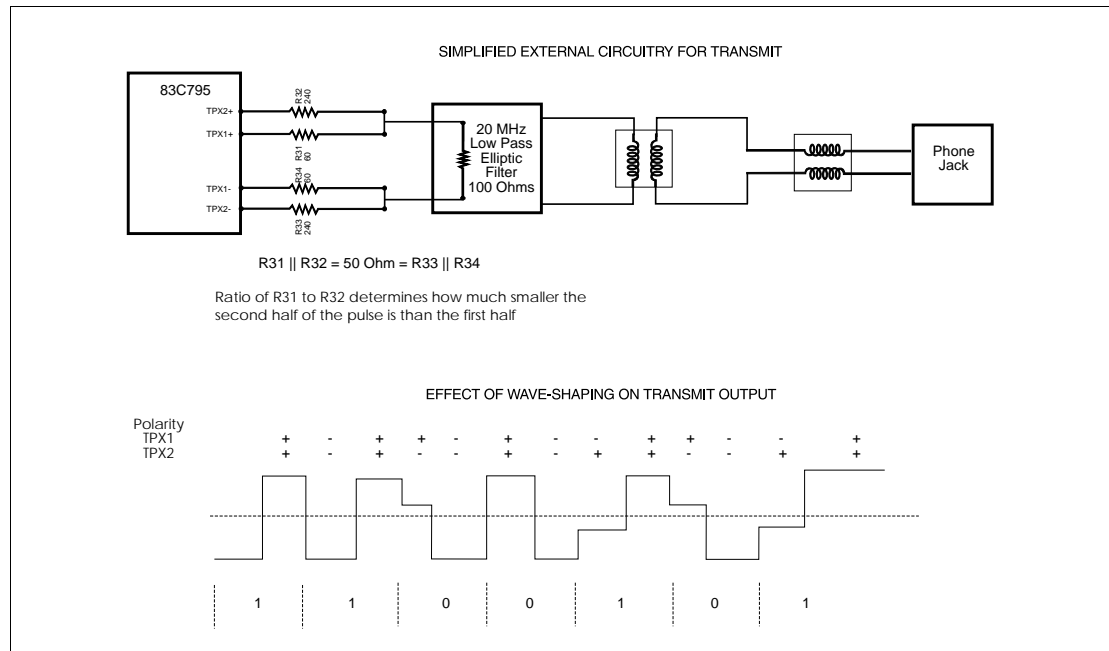 SIMPLIFIED EXTERNAL CIRCUITRY FOR TRANSMIT
83C795
TPX2+
TPX1+
TPX1-
TPX2-
R32
240
R31
60
R34
60
R33
240
20 MHz
Low Pass
Elliptic
Filter
100 Ohms
Phone
Jack
R31 || R32 = 50 Ohm = R33 || R34
Ratio of R31 to R32 determines how much smaller the
second half of the pulse is than the first half
EFFECT OF WAVE-SHAPING ON TRANSMIT OUTPUT
Polarity
TPX1 + - + + - + - - + + - - +
TPX2 + - + - - + - + + - - + +
1 1 0 0 1 0 1